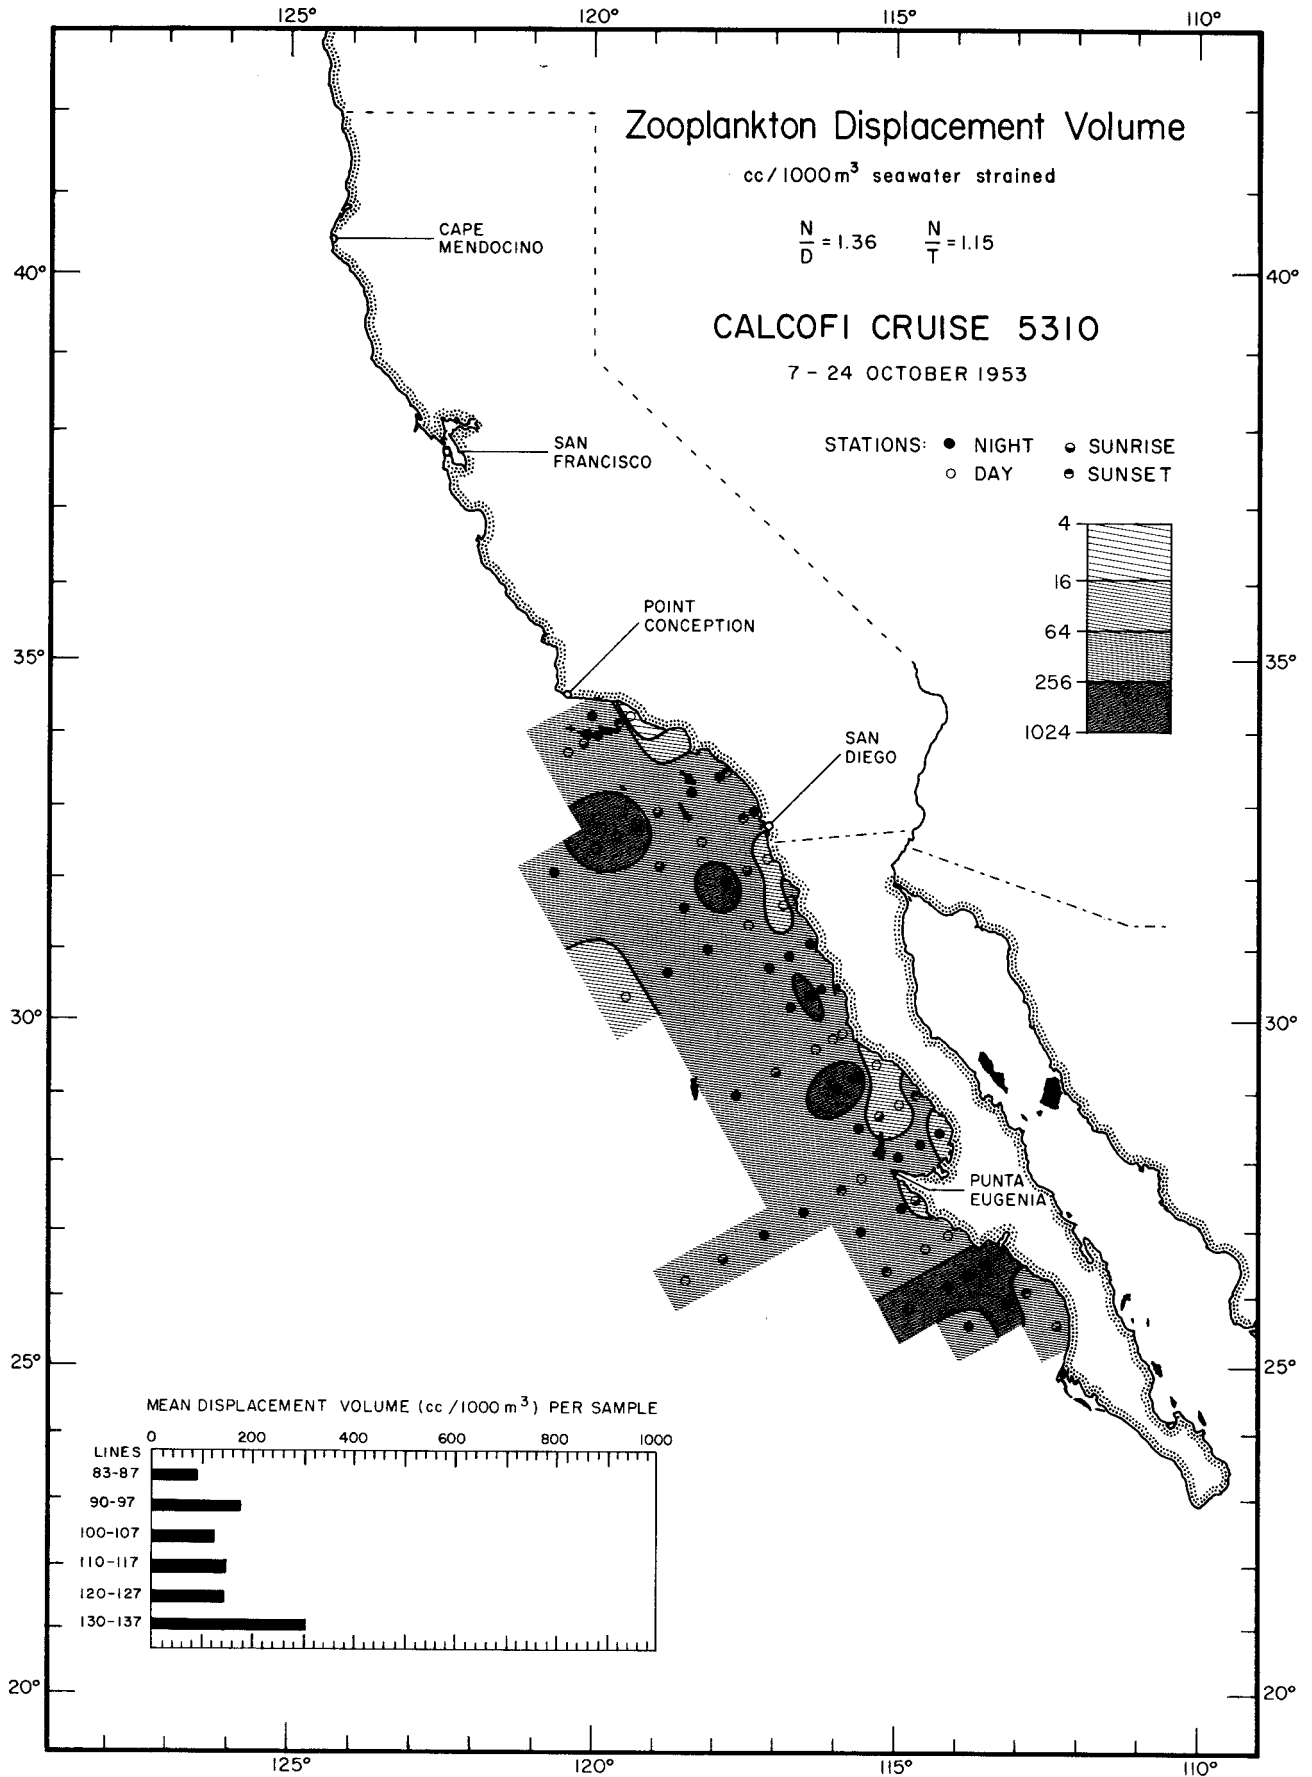 125° 120° 115° 110°
Zooplankton Displacement Volume
cc/1000m³ seawater strained
N/D = 1.36 N/T = 1.15
CAPE
MENDOCINO
40° 40°
CALCOFI CRUISE 5310
7 - 24 OCTOBER 1953
STATIONS: ● NIGHT ◒ SUNRISE
○ DAY ◓ SUNSET
SAN
FRANCISCO
4
16
64
256
1024
POINT
CONCEPTION
35° 35°
SAN
DIEGO
30° 30°
PUNTA
EUGENIA
25° 25°
MEAN DISPLACEMENT VOLUME (cc/1000m³) PER SAMPLE
0 200 400 600 800 1000
LINES
83-87
90-97
100-107
110-117
120-127
130-137
20° 20°
125° 120° 115° 110°